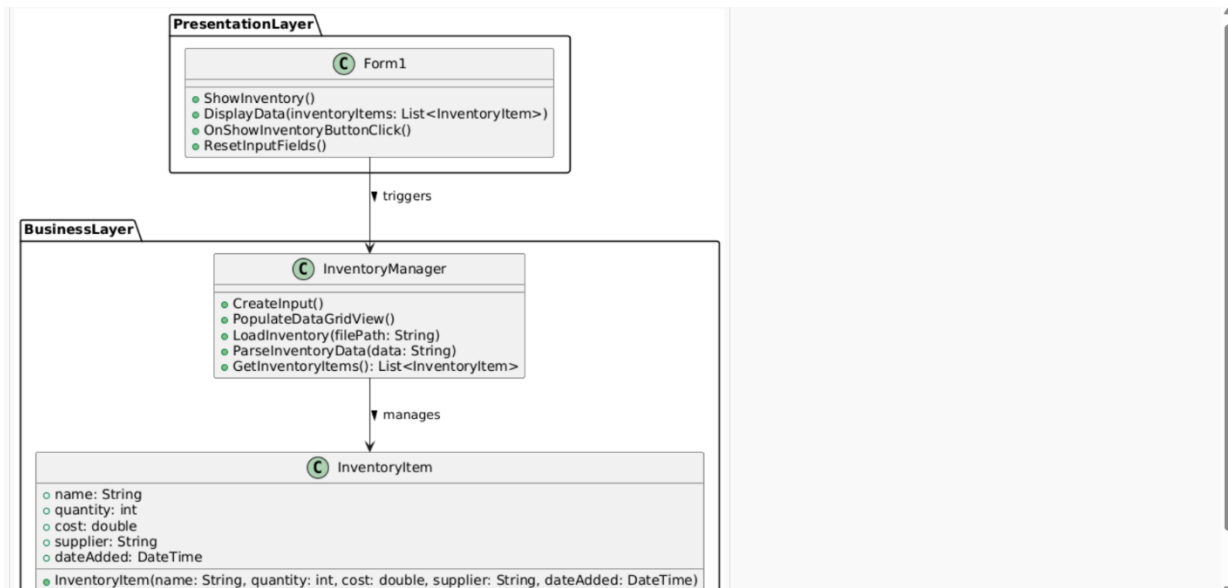 PresentationLayer
C Form1
ShowInventory()
DisplayData(inventoryItems: List<InventoryItem>)
OnShowInventoryButtonClick()
ResetInputFields()
triggers
BusinessLayer
C InventoryManager
CreateInput()
PopulateDataGridView()
LoadInventory(filePath: String)
ParseInventoryData(data: String)
GetInventoryItems(): List<InventoryItem>
manages
C InventoryItem
name: String
quantity: int
cost: double
supplier: String
dateAdded: DateTime
InventoryItem(name: String, quantity: int, cost: double, supplier: String, dateAdded: DateTime)